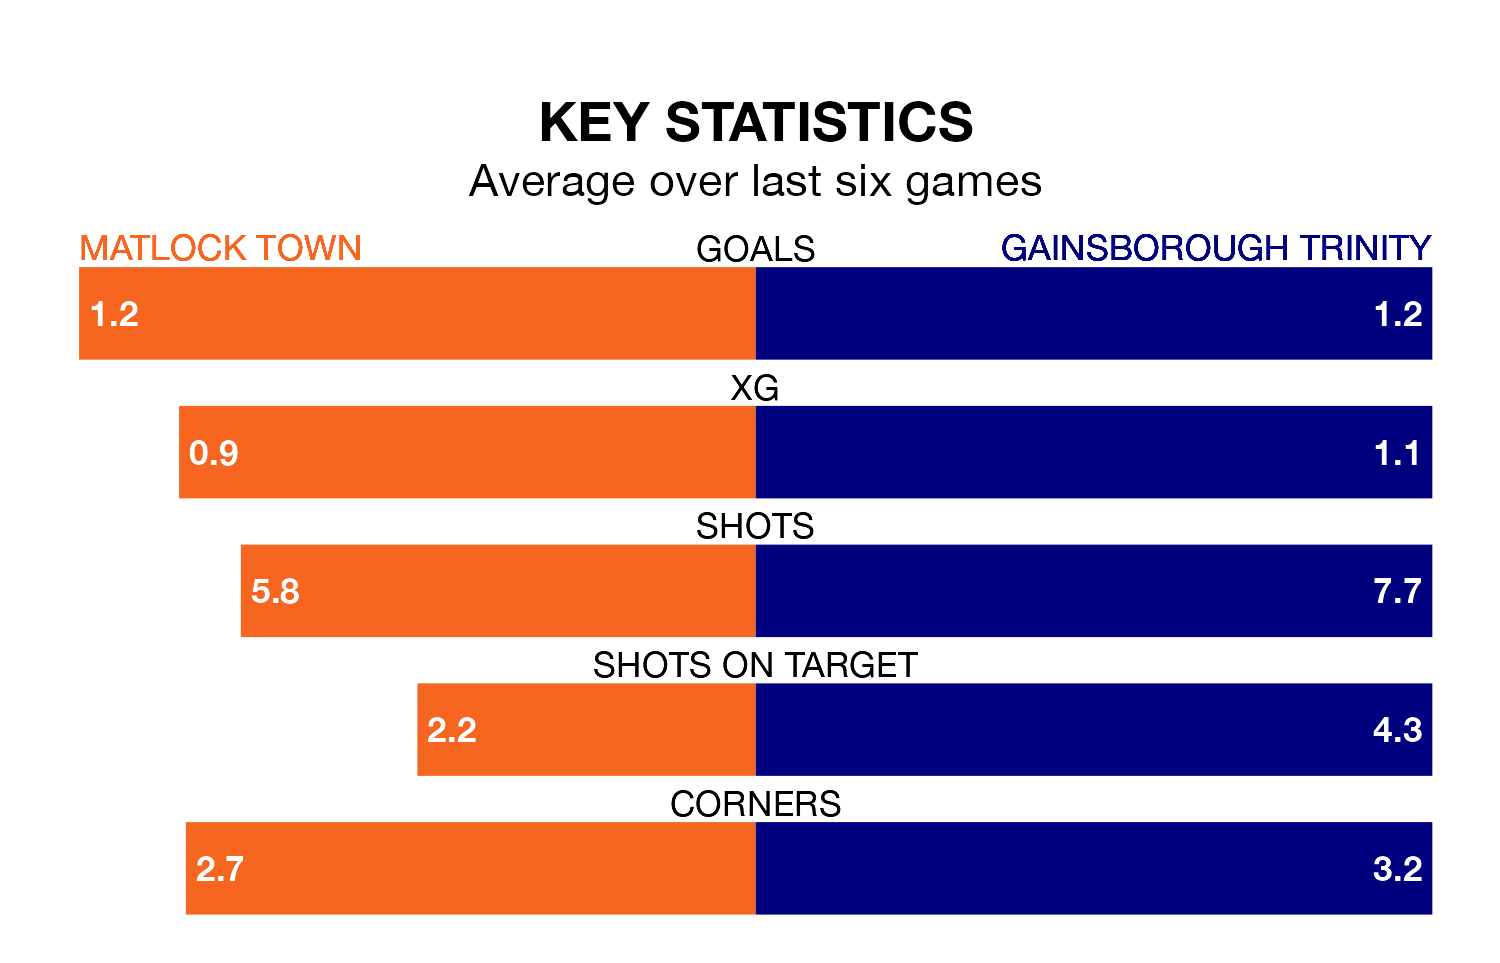 KEY STATISTICS
Average over last six games
MATLOCK TOWN GOALS GAINSBOROUGH TRINITY
1.2 1.2
XG
0.9 1.1
SHOTS
5.8 7.7
SHOTS ON TARGET
2.2 4.3
CORNERS
2.7 3.2